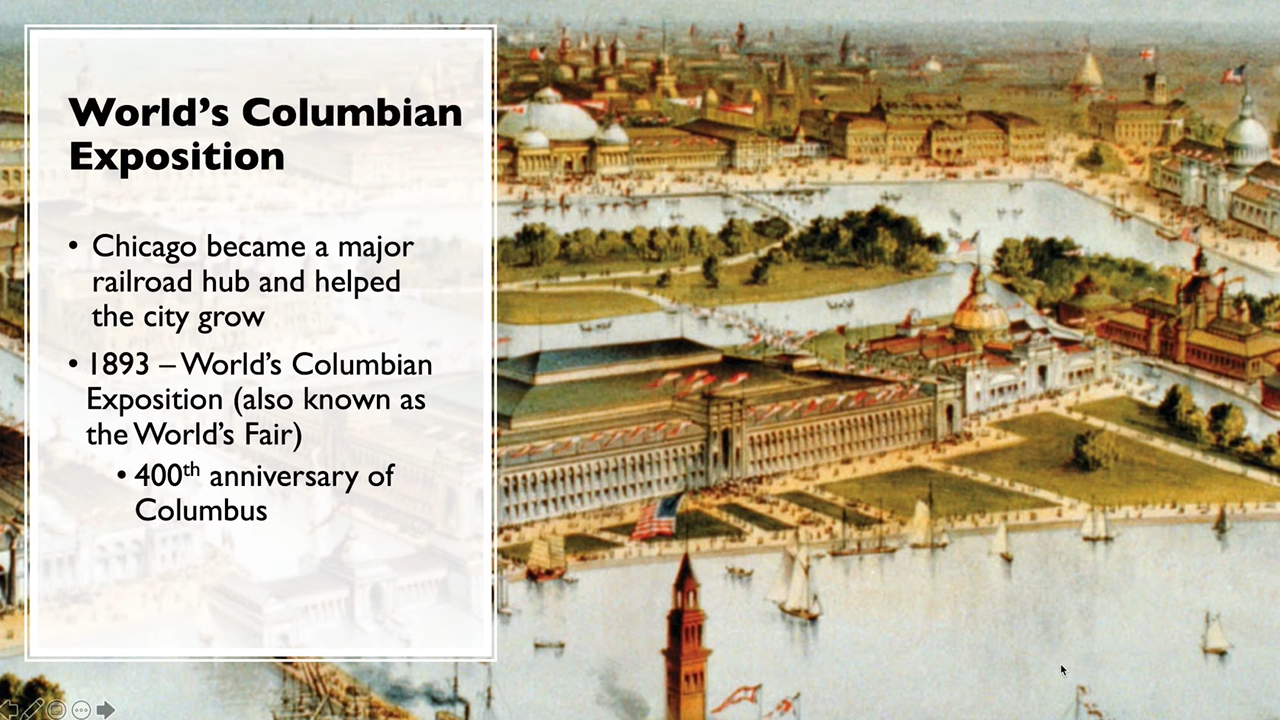 World's Columbian
Exposition
• Chicago became a major
railroad hub and helped
the city grow
• 1893 – World's Columbian
Exposition (also known as
the World's Fair)
• 400th anniversary of
Columbus